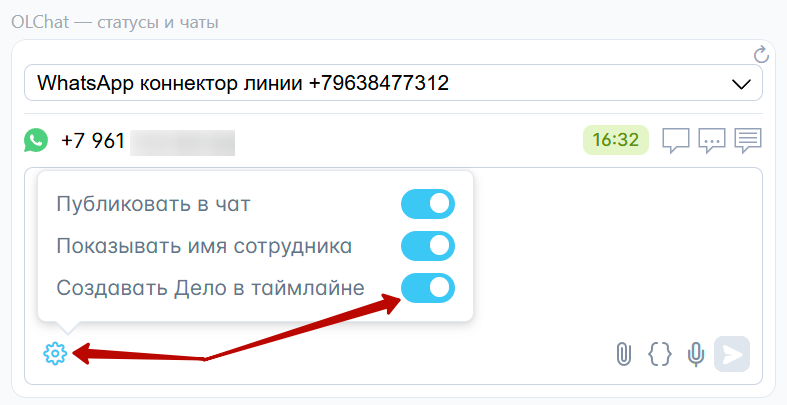 OLChat — статусы и чаты
WhatsApp коннектор линии +79638477312
+7 961
16:32
Публиковать в чат
Показывать имя сотрудника
Создавать Дело в таймлайне